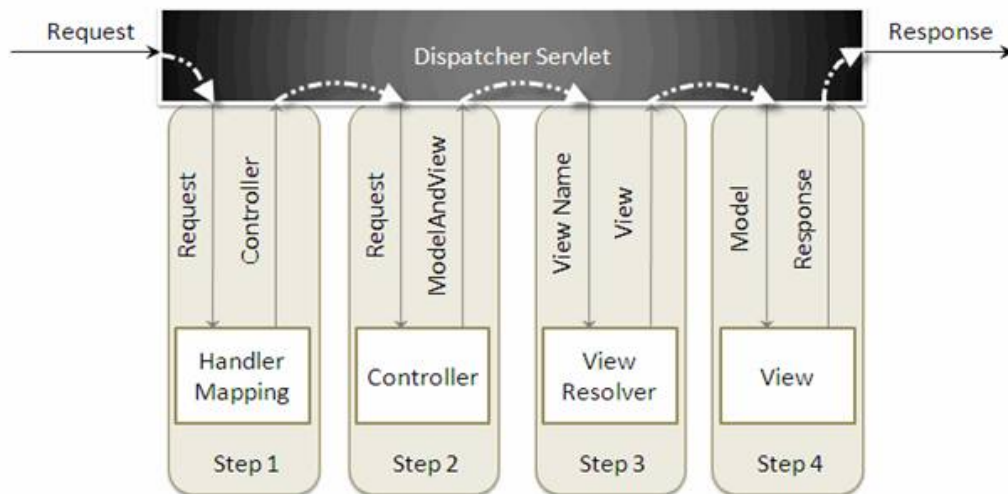 Request
Dispatcher Servlet
Response
Request
Controller
Request
ModelAndView
View Name
View
Model
Response
Handler
Mapping
Controller
View
Resolver
View
Step 1
Step 2
Step 3
Step 4